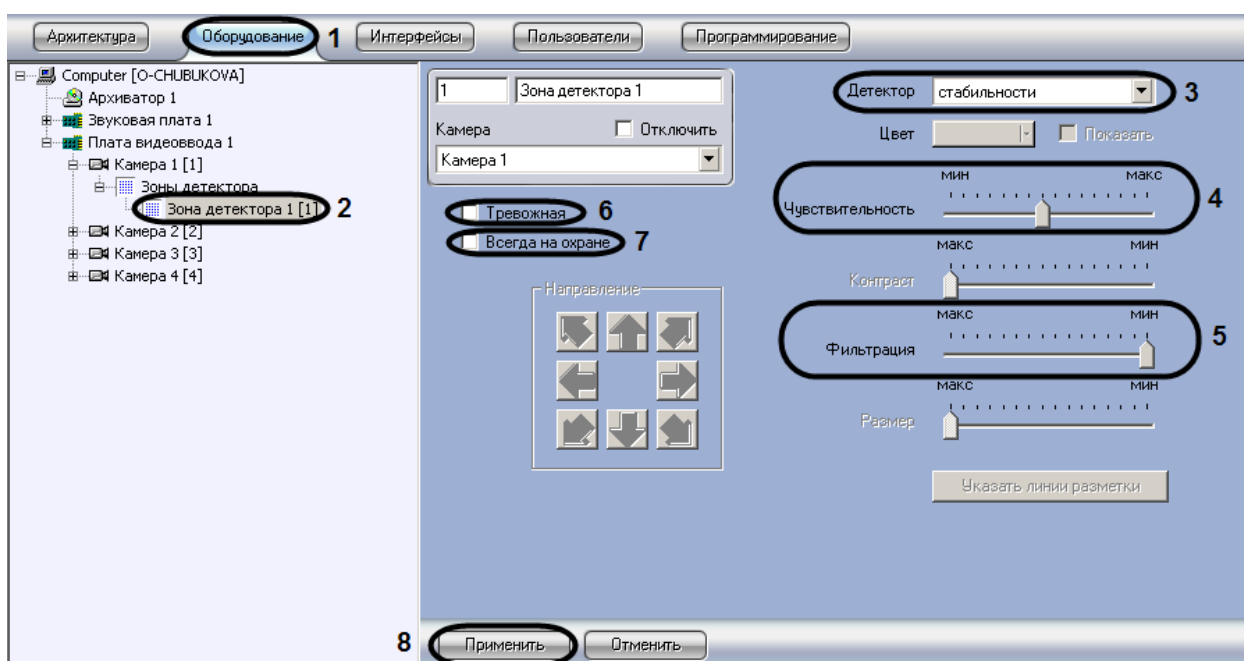 Архитектура Оборудование 1 Интерфейсы Пользователи Программирование
Computer [O-CHUBUKOVA]
Архиватор 1
Звуковая плата 1
Плата видеоввода 1
Камера 1 [1]
Зоны детектора
Зона детектора 1 [1] 2
Камера 2 [2]
Камера 3 [3]
Камера 4 [4]
1 Зона детектора 1
Камера Отключить
Камера 1
Тревожная 6
Всегда на охране 7
Направление
Детектор стабильности 3
Цвет Показать
мин макс
Чувствительность 4
макс мин
Контраст
макс мин
Фильтрация 5
макс мин
Размер
Указать линии разметки
8 Применить Отменить